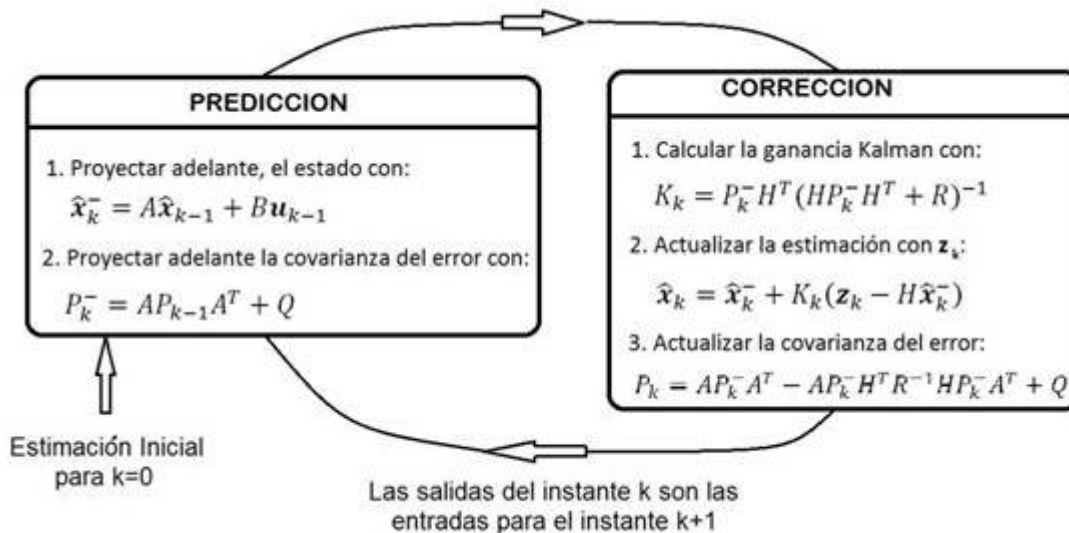 PREDICCION
1. Proyectar adelante, el estado con:
x̂ₖ⁻ = Ax̂ₖ₋₁ + Buₖ₋₁
2. Proyectar adelante la covarianza del error con:
Pₖ⁻ = APₖ₋₁Aᵀ + Q
Estimación Inicial
para k=0
CORRECCION
1. Calcular la ganancia Kalman con:
Kₖ = Pₖ⁻Hᵀ(HPₖ⁻Hᵀ + R)⁻¹
2. Actualizar la estimación con zₖ:
x̂ₖ = x̂ₖ⁻ + Kₖ(zₖ − Hx̂ₖ⁻)
3. Actualizar la covarianza del error:
Pₖ = APₖ⁻Aᵀ − APₖ⁻HᵀR⁻¹HPₖ⁻Aᵀ + Q
Las salidas del instante k son las
entradas para el instante k+1